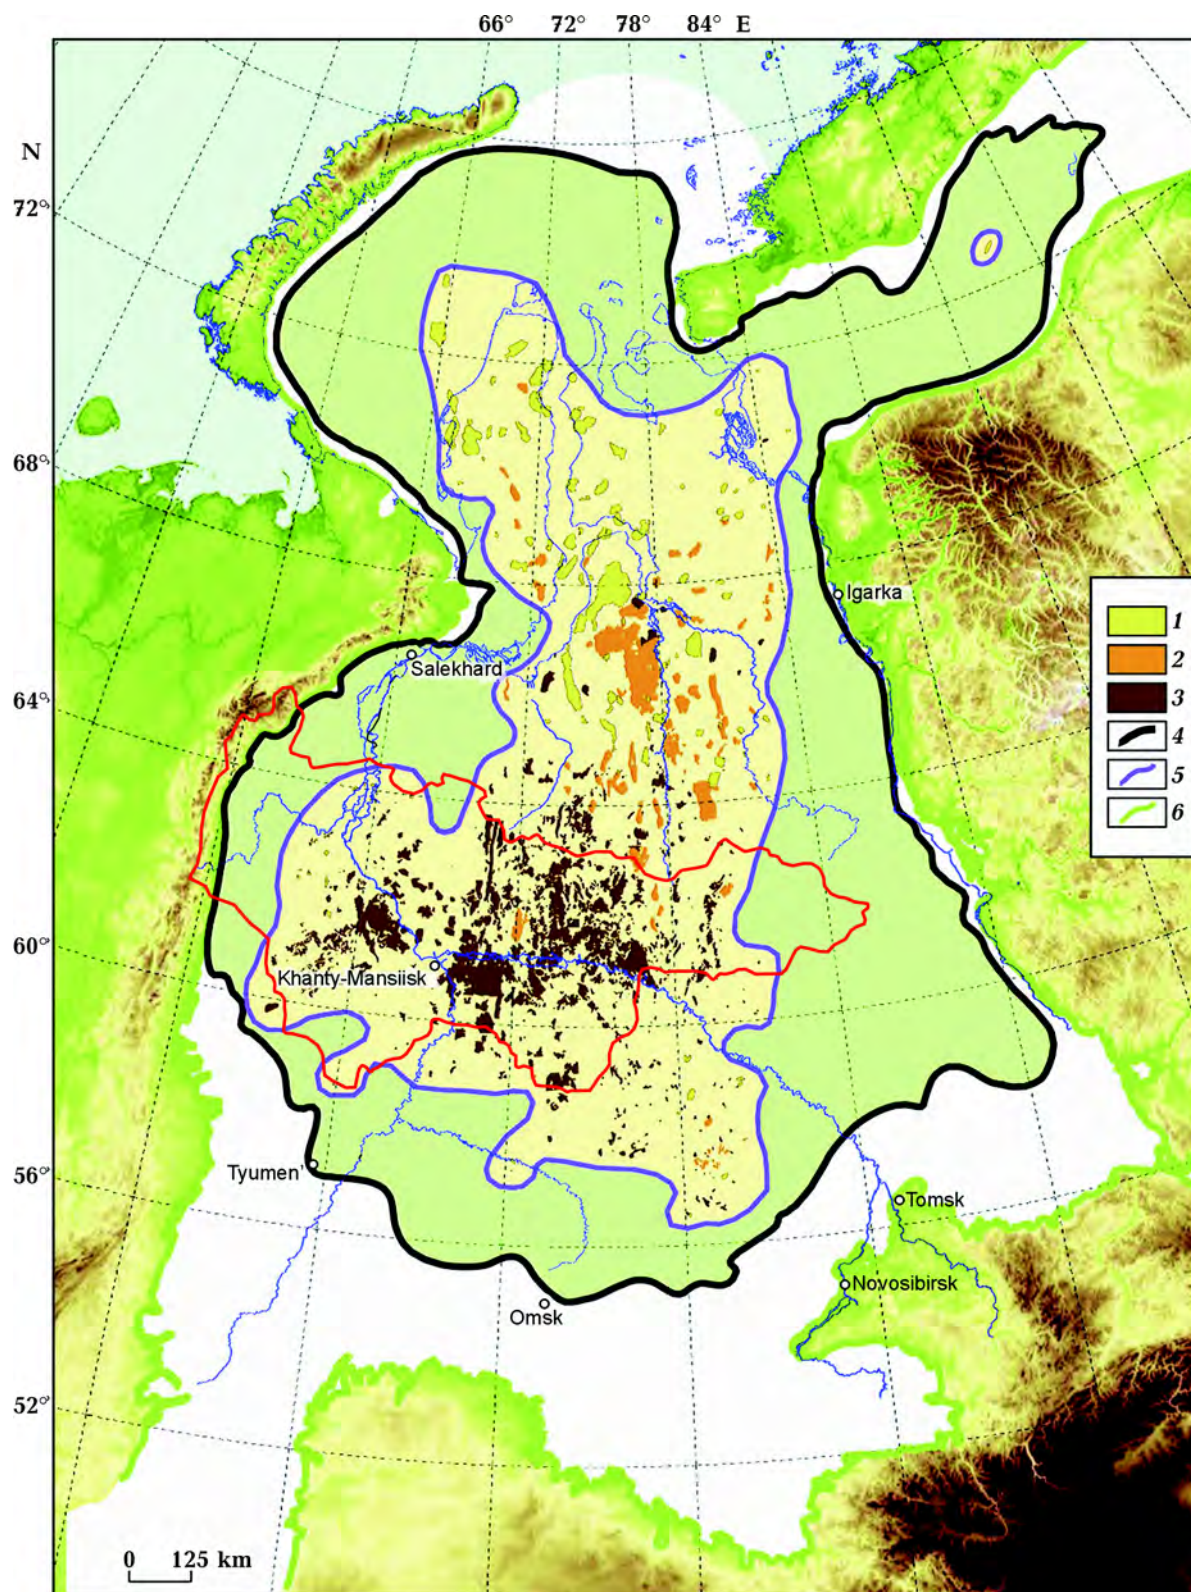 66° 72° 78° 84° E
N
72°
68°
Igarka
1
2
Salekhard
3
64°
4
5
6
60°
Khanty-Mansiisk
56°
Tyumen'
Tomsk
Novosibirsk
Omsk
52°
0 125 km